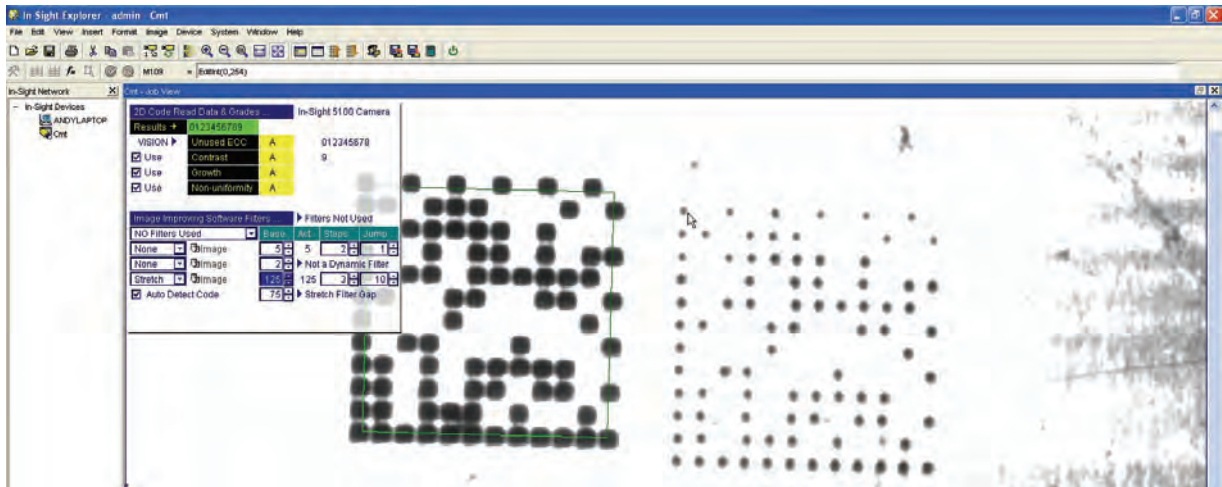 In Sight Explorer - admin - Cmt
File Edit View Insert Format Image Device System Window Help
M109 = EditInt(0,254)
In-Sight Network
Cmt - Job View
In-Sight Devices
ANDYLAPTOP
Cmt
2D Code Read Data & Grades ... In-Sight 5100 Camera
Results → 0123456789
VISION Unused ECC A 012345678
Use Contrast A 9
Use Growth A
Use Non-uniformity A
Image Improving Software Filters ... Filters Not Used
NO Filters Used Base Act Steps Jump
None Image 5 5 2 1
None Image 2 Not a Dynamic Filter
Stretch Image 125 125 3 10
Auto Detect Code 75 Stretch Filter Gap